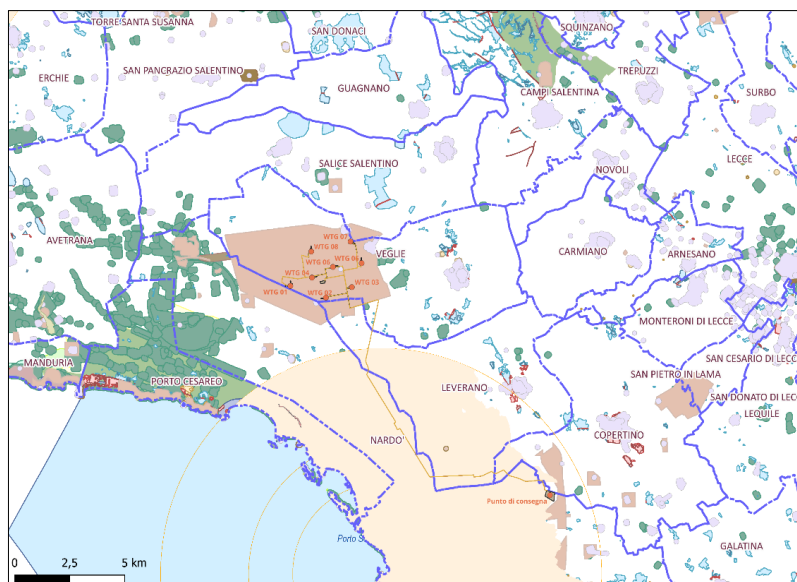 TORRE SANTA SUSANNA
SAN DONACI
SQUINZANO
ERCHIE
SAN PANCRAZIO SALENTINO
GUAGNANO
TREPUZZI
CAMPI SALENTINA
SURBO
SALICE SALENTINO
NOVOLI
LECCE
AVETRANA
WTG 07
WTG 08
VEGLIE
CARMIANO
ARNESANO
WTG 05
WTG 06
WTG 04
WTG 01
WTG 02
WTG 03
MONTERONI DI LECCE
MANDURIA
SAN CESARIO DI LECC
PORTO CESAREO
SAN PIETRO IN LAMA
LEVERANO
SAN DONATO DI LEC
LEQUILE
NARDO'
COPERTINO
Punto di consegna
Porto S
GALATINA
0 2,5 5 km